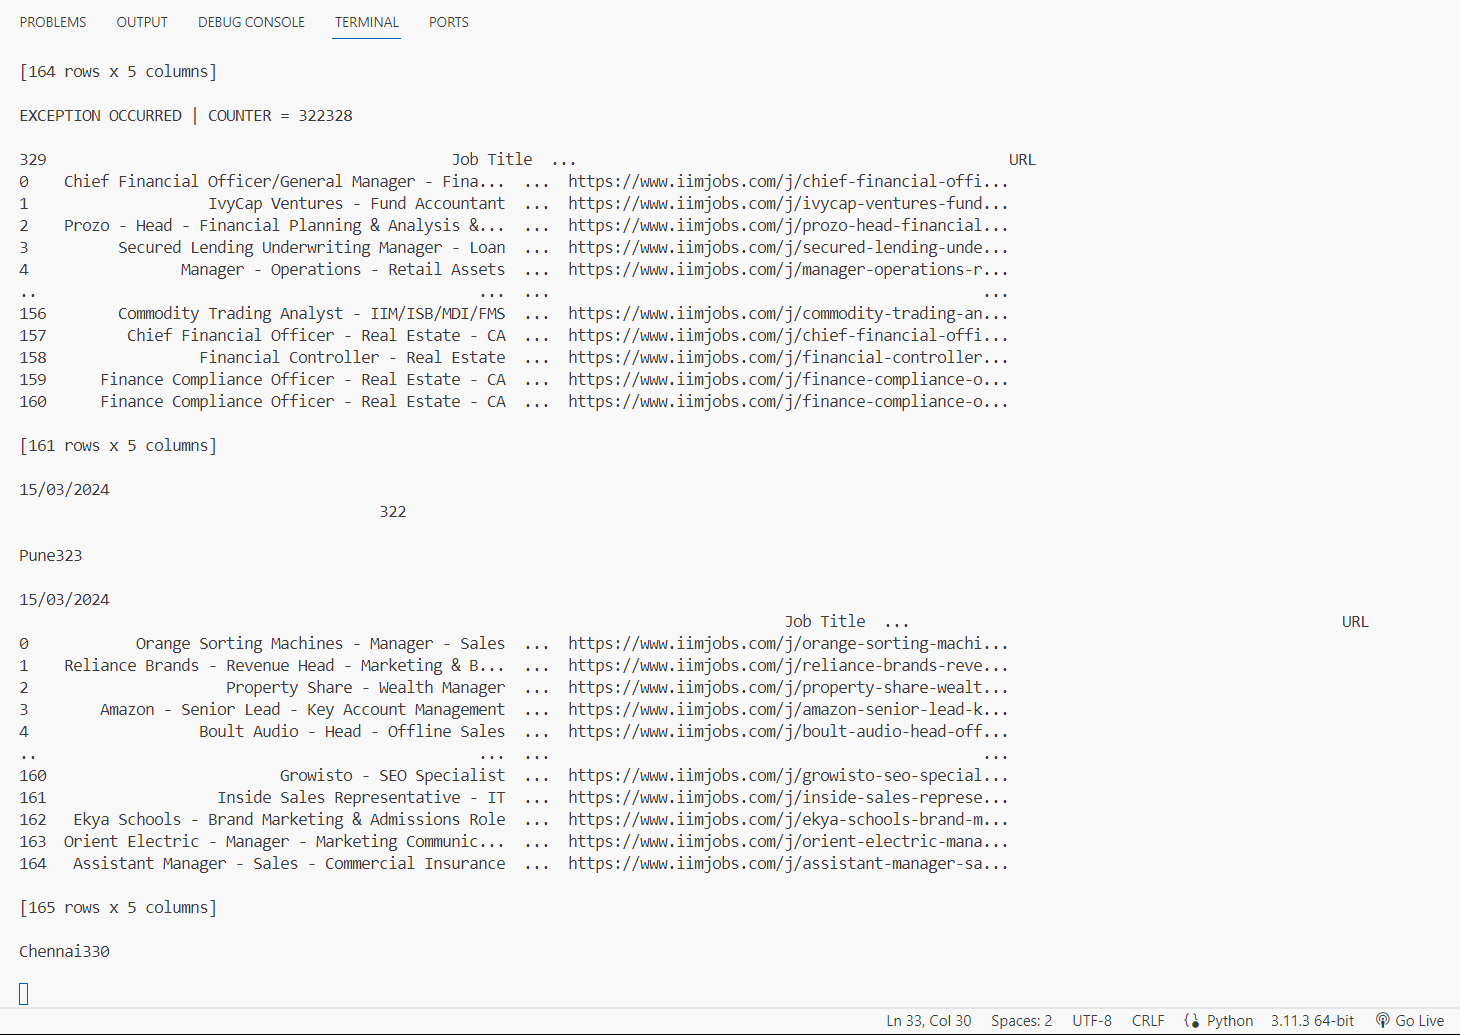 PROBLEMS OUTPUT DEBUG CONSOLE TERMINAL PORTS
[164 rows x 5 columns]
EXCEPTION OCCURRED | COUNTER = 322328
329 Job Title ... URL
0 Chief Financial Officer/General Manager - Fina... ... https://www.iimjobs.com/j/chief-financial-offi...
1 IvyCap Ventures - Fund Accountant ... https://www.iimjobs.com/j/ivycap-ventures-fund...
2 Prozo - Head - Financial Planning & Analysis &... ... https://www.iimjobs.com/j/prozo-head-financial...
3 Secured Lending Underwriting Manager - Loan ... https://www.iimjobs.com/j/secured-lending-unde...
4 Manager - Operations - Retail Assets ... https://www.iimjobs.com/j/manager-operations-r...
.. ... ... ...
156 Commodity Trading Analyst - IIM/ISB/MDI/FMS ... https://www.iimjobs.com/j/commodity-trading-an...
157 Chief Financial Officer - Real Estate - CA ... https://www.iimjobs.com/j/chief-financial-offi...
158 Financial Controller - Real Estate ... https://www.iimjobs.com/j/financial-controller...
159 Finance Compliance Officer - Real Estate - CA ... https://www.iimjobs.com/j/finance-compliance-o...
160 Finance Compliance Officer - Real Estate - CA ... https://www.iimjobs.com/j/finance-compliance-o...
[161 rows x 5 columns]
15/03/2024
322
Pune323
15/03/2024
Job Title ... URL
0 Orange Sorting Machines - Manager - Sales ... https://www.iimjobs.com/j/orange-sorting-machi...
1 Reliance Brands - Revenue Head - Marketing & B... ... https://www.iimjobs.com/j/reliance-brands-reve...
2 Property Share - Wealth Manager ... https://www.iimjobs.com/j/property-share-wealt...
3 Amazon - Senior Lead - Key Account Management ... https://www.iimjobs.com/j/amazon-senior-lead-k...
4 Boult Audio - Head - Offline Sales ... https://www.iimjobs.com/j/boult-audio-head-off...
.. ... ... ...
160 Growisto - SEO Specialist ... https://www.iimjobs.com/j/growisto-seo-special...
161 Inside Sales Representative - IT ... https://www.iimjobs.com/j/inside-sales-represe...
162 Ekya Schools - Brand Marketing & Admissions Role ... https://www.iimjobs.com/j/ekya-schools-brand-m...
163 Orient Electric - Manager - Marketing Communic... ... https://www.iimjobs.com/j/orient-electric-mana...
164 Assistant Manager - Sales - Commercial Insurance ... https://www.iimjobs.com/j/assistant-manager-sa...
[165 rows x 5 columns]
Chennai330
Ln 33, Col 30 Spaces: 2 UTF-8 CRLF Python 3.11.3 64-bit Go Live